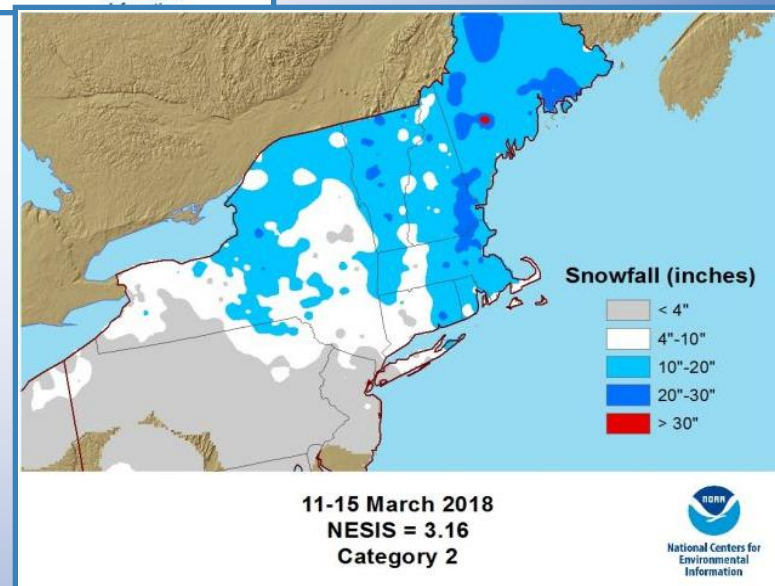 Snowfall (inches)
< 4"
4"-10"
10"-20"
20"-30"
> 30"
11-15 March 2018
NESIS = 3.16
Category 2
NOAA
National Centers for
Environmental
Information